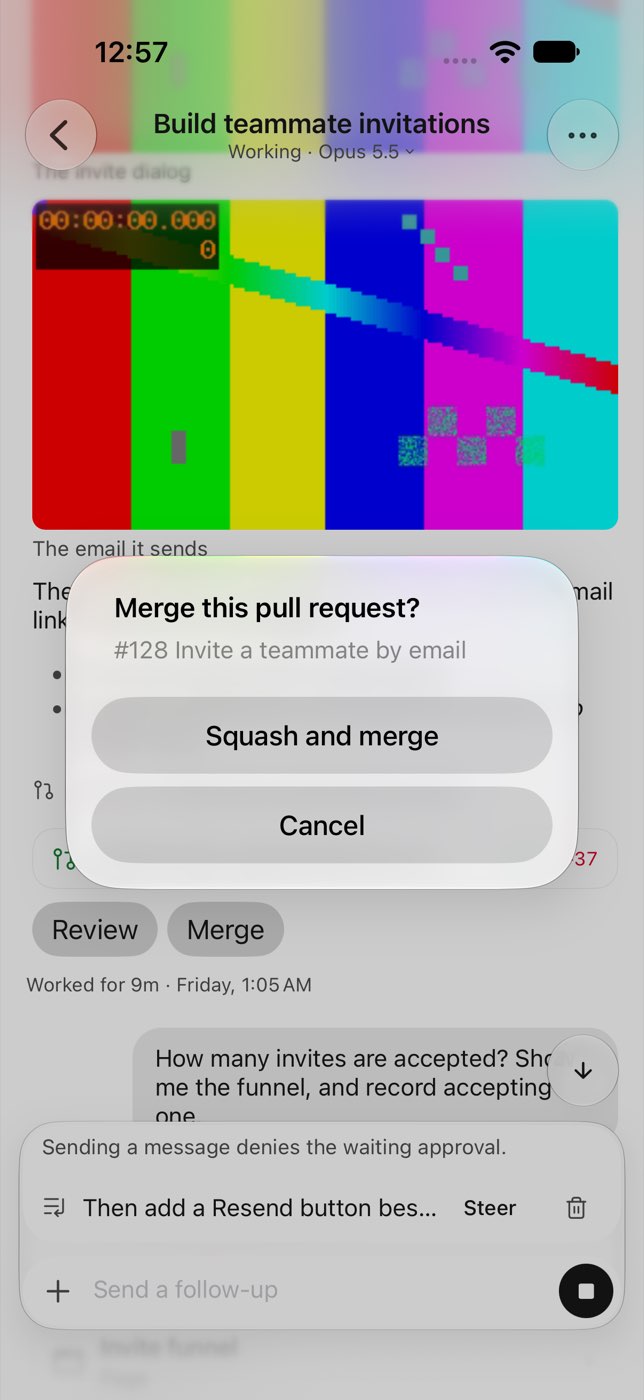 12:57
Build teammate invitations
Working · Opus 5.5
The invite dialog
00:00:00.000
0
The email it sends
The
mail
link
37
Merge this pull request?
#128 Invite a teammate by email
Squash and merge
Cancel
Review
Merge
Worked for 9m · Friday, 1:05 AM
How many invites are accepted?
me the funnel, and record accepting
one.
Sending a message denies the waiting approval.
Then add a Resend button bes...
Steer
Send a follow-up
Invite funnel